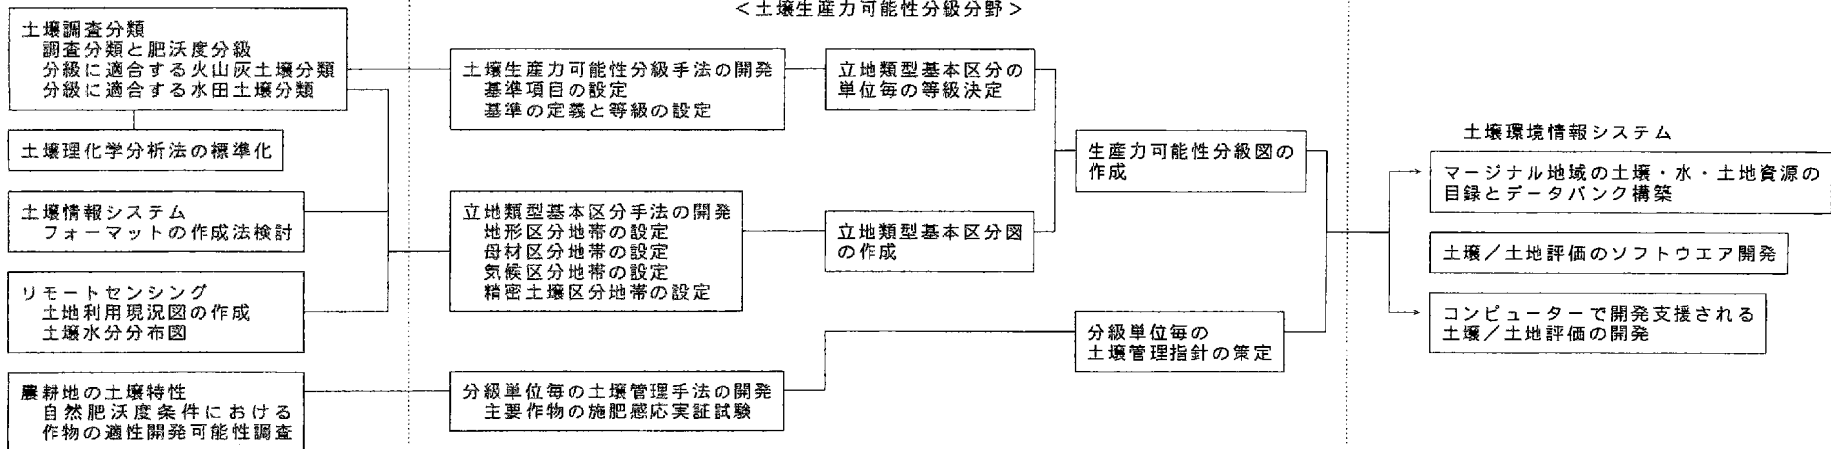 <土壌生産力可能性分級分野>
土壌調査分類
調査分類と肥沃度分級
分級に適合する火山灰土壌分類
分級に適合する水田土壌分類
土壌理化学分析法の標準化
土壌情報システム
フォーマットの作成法検討
リモートセンシング
土地利用現況図の作成
土壌水分分布図
農耕地の土壌特性
自然肥沃度条件における
作物の適性開発可能性調査
土壌生産力可能性分級手法の開発
基準項目の設定
基準の定義と等級の設定
立地類型基本区分手法の開発
地形区分地帯の設定
母材区分地帯の設定
気候区分地帯の設定
精密土壌区分地帯の設定
分級単位毎の土壌管理手法の開発
主要作物の施肥感応実証試験
立地類型基本区分の
単位毎の等級決定
立地類型基本区分図
の作成
生産力可能性分級図の
作成
分級単位毎の
土壌管理指針の策定
土壌環境情報システム
マージナル地域の土壌・水・土地資源の
目録とデータバンク構築
土壌／土地評価のソフトウエア開発
コンピューターで開発支援される
土壌／土地評価の開発